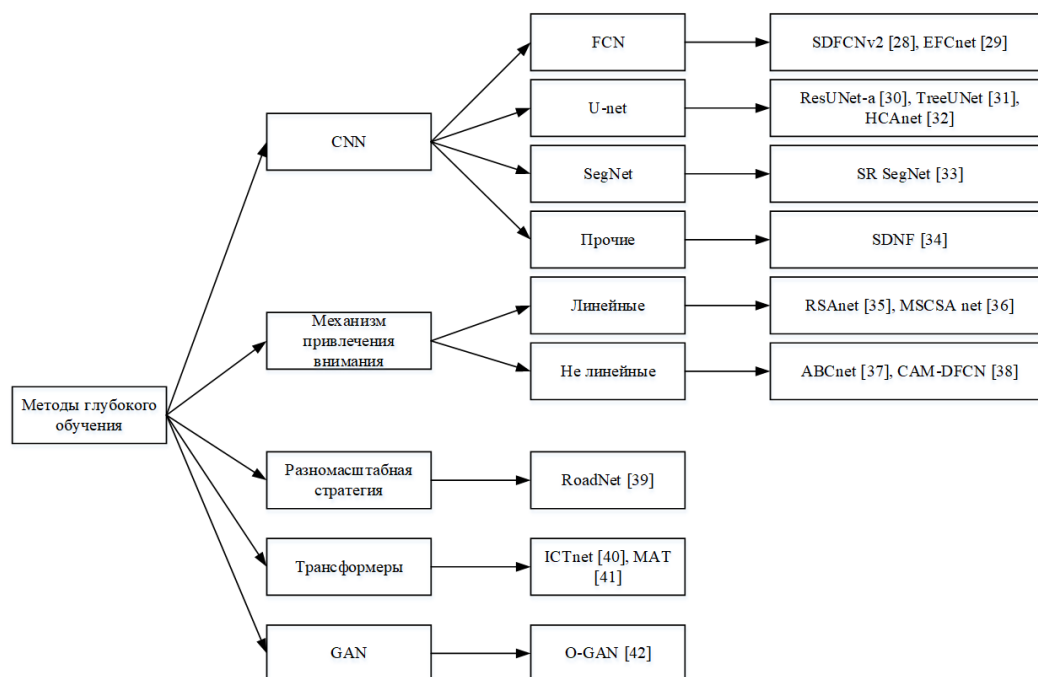 FCN
SDFCNv2 [28], EFCnet [29]
U-net
ResUNet-a [30], TreeUNet [31],
HCAnet [32]
CNN
SegNet
SR SegNet [33]
Прочие
SDNF [34]
Линейные
RSAnet [35], MSCSA net [36]
Механизм
привлечения
внимания
Не линейные
ABCnet [37], CAM-DFCN [38]
Методы глубокого
обучения
Разномасштабная
стратегия
RoadNet [39]
Трансформеры
ICTnet [40], MAT
[41]
GAN
O-GAN [42]